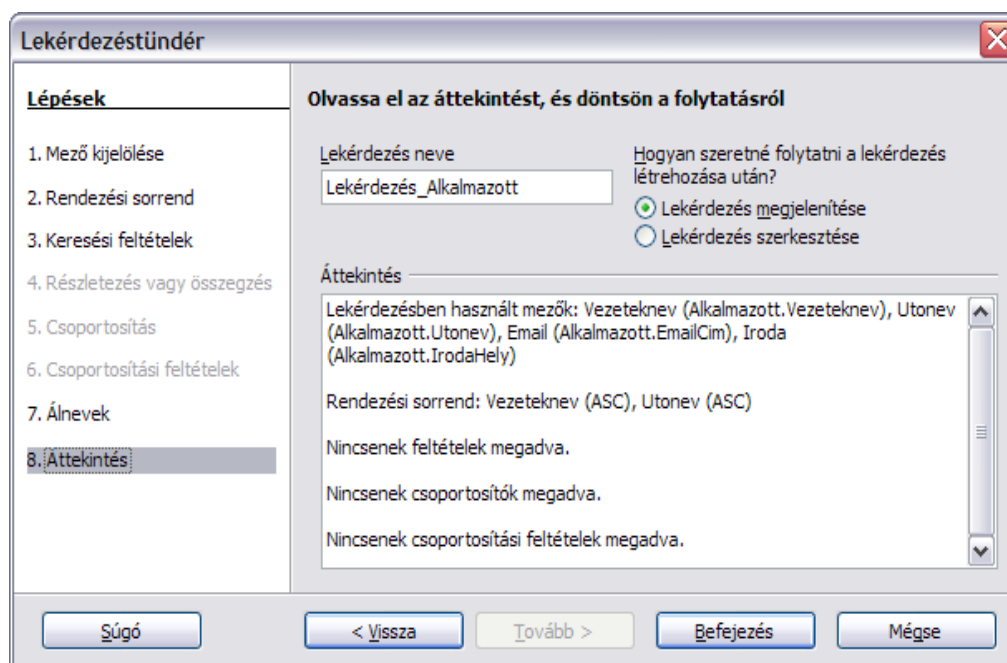 Lekérdezéstündér
Lépések
1. Mező kijelölése
2. Rendezési sorrend
3. Keresési feltételek
4. Részletezés vagy összegzés
5. Csoportosítás
6. Csoportosítási feltételek
7. Álnevek
8. Áttekintés
Olvassa el az áttekintést, és döntsön a folytatásról
Lekérdezés neve
Lekérdezés_Alkalmazott
Hogyan szeretné folytatni a lekérdezés
létrehozása után?
Lekérdezés megjelenítése
Lekérdezés szerkesztése
Áttekintés
Lekérdezésben használt mezők: Vezeteknev (Alkalmazott.Vezeteknev), Utonev
(Alkalmazott.Utonev), Email (Alkalmazott.EmailCim), Iroda
(Alkalmazott.IrodaHely)
Rendezési sorrend: Vezeteknev (ASC), Utonev (ASC)
Nincsenek feltételek megadva.
Nincsenek csoportosítók megadva.
Nincsenek csoportosítási feltételek megadva.
Súgó
< Vissza
Tovább >
Befejezés
Mégse